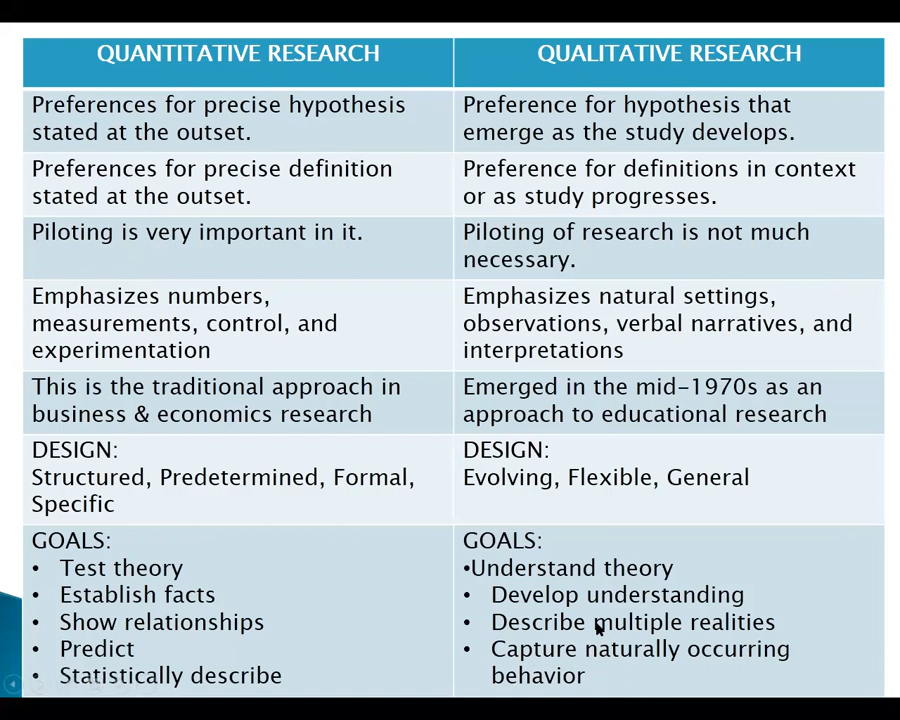 QUANTITATIVE RESEARCH
QUALITATIVE RESEARCH
Preferences for precise hypothesis
stated at the outset.
Preference for hypothesis that
emerge as the study develops.
Preferences for precise definition
stated at the outset.
Preference for definitions in context
or as study progresses.
Piloting is very important in it.
Piloting of research is not much
necessary.
Emphasizes numbers,
measurements, control, and
experimentation
Emphasizes natural settings,
observations, verbal narratives, and
interpretations
This is the traditional approach in
business & economics research
Emerged in the mid-1970s as an
approach to educational research
DESIGN:
Structured, Predetermined, Formal,
Specific
DESIGN:
Evolving, Flexible, General
GOALS:
• Test theory
• Establish facts
• Show relationships
• Predict
• Statistically describe
GOALS:
•Understand theory
• Develop understanding
• Describe multiple realities
• Capture naturally occurring
behavior